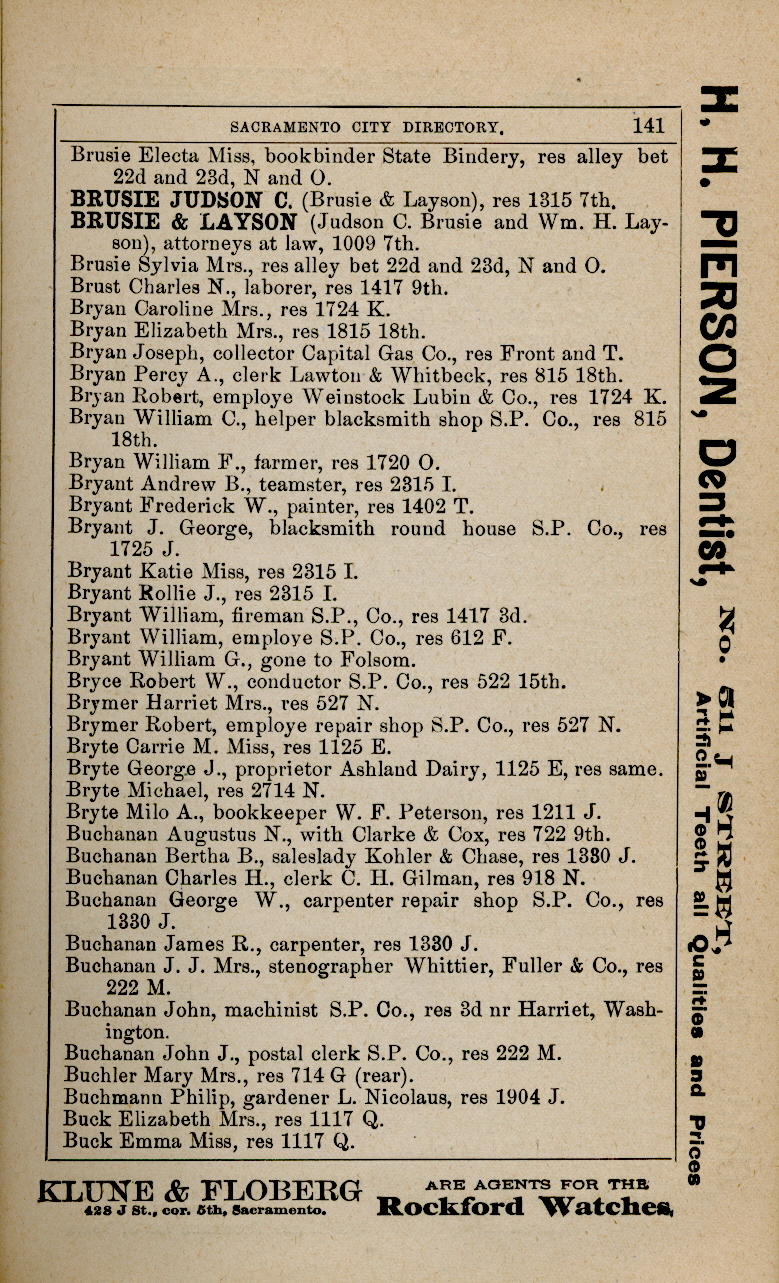 SACRAMENTO CITY DIRECTORY. 141
Brusie Electa Miss, bookbinder State Bindery, res alley bet
22d and 23d, N and O.
BRUSIE JUDSON C. (Brusie & Layson), res 1315 7th.
BRUSIE & LAYSON (Judson C. Brusie and Wm. H. Lay-
son), attorneys at law, 1009 7th.
Brusie Sylvia Mrs., res alley bet 22d and 23d, N and O.
Brust Charles N., laborer, res 1417 9th.
Bryan Caroline Mrs., res 1724 K.
Bryan Elizabeth Mrs., res 1815 18th.
Bryan Joseph, collector Capital Gas Co., res Front and T.
Bryan Percy A., clerk Lawton & Whitbeck, res 815 18th.
Bryan Robert, employe Weinstock Lubin & Co., res 1724 K.
Bryan William C., helper blacksmith shop S.P. Co., res 815
18th.
Bryan William F., farmer, res 1720 O.
Bryant Andrew B., teamster, res 2315 I.
Bryant Frederick W., painter, res 1402 T.
Bryant J. George, blacksmith round house S.P. Co., res
1725 J.
Bryant Katie Miss, res 2315 I.
Bryant Rollie J., res 2315 I.
Bryant William, fireman S.P., Co., res 1417 3d.
Bryant William, employe S.P. Co., res 612 F.
Bryant William G., gone to Folsom.
Bryce Robert W., conductor S.P. Co., res 522 15th.
Brymer Harriet Mrs., res 527 N.
Brymer Robert, employe repair shop S.P. Co., res 527 N.
Bryte Carrie M. Miss, res 1125 E.
Bryte George J., proprietor Ashland Dairy, 1125 E, res same.
Bryte Michael, res 2714 N.
Bryte Milo A., bookkeeper W. F. Peterson, res 1211 J.
Buchanan Augustus N., with Clarke & Cox, res 722 9th.
Buchanan Bertha B., saleslady Kohler & Chase, res 1330 J.
Buchanan Charles H., clerk C. H. Gilman, res 918 N.
Buchanan George W., carpenter repair shop S.P. Co., res
1330 J.
Buchanan James R., carpenter, res 1330 J.
Buchanan J. J. Mrs., stenographer Whittier, Fuller & Co., res
222 M.
Buchanan John, machinist S.P. Co., res 3d nr Harriet, Wash-
ington.
Buchanan John J., postal clerk S.P. Co., res 222 M.
Buchler Mary Mrs., res 714 G (rear).
Buchmann Philip, gardener L. Nicolaus, res 1904 J.
Buck Elizabeth Mrs., res 1117 Q.
Buck Emma Miss, res 1117 Q.
H. H. PIERSON, Dentist, No. 511 J STREET,
Artificial Teeth all Qualities and Prices
KLUNE & FLOBERG ARE AGENTS FOR THE
428 J St., cor. 5th, Sacramento. Rockford Watches,